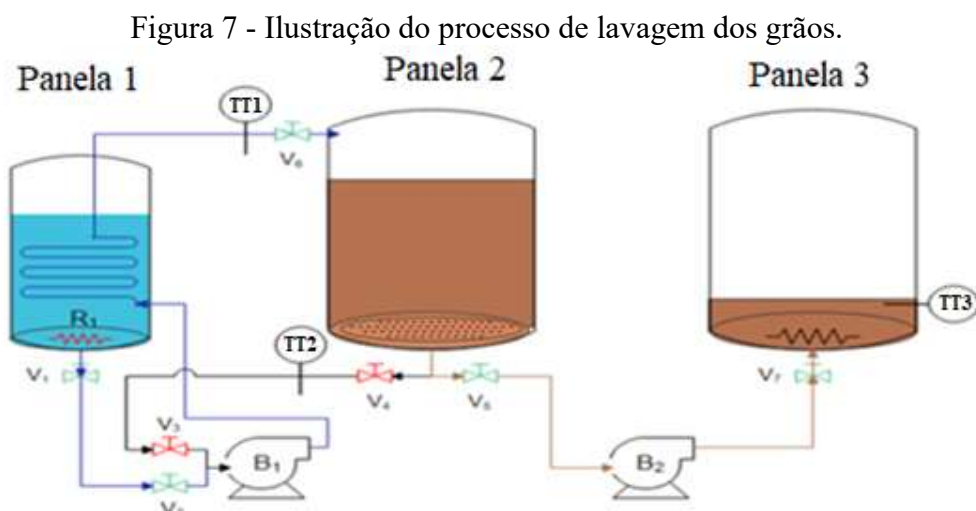 Figura 7 - Ilustração do processo de lavagem dos grãos.
Panela 1
Panela 2
Panela 3
TT1
V₆
R₁
TT3
TT2
V₁
V₄
V₅
V₇
V₃
B₁
B₂